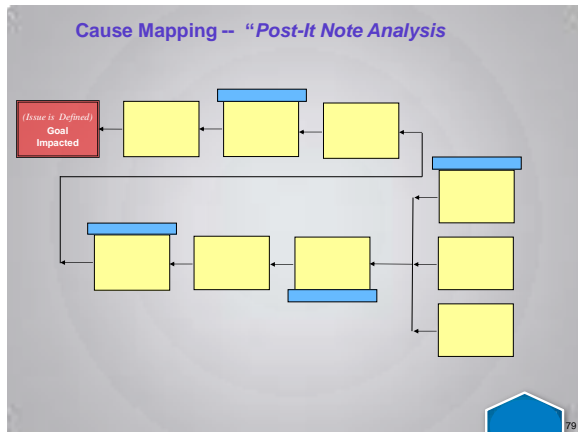 Cause Mapping -- “Post-It Note Analysis
(Issue is Defined)
Goal
Impacted
79